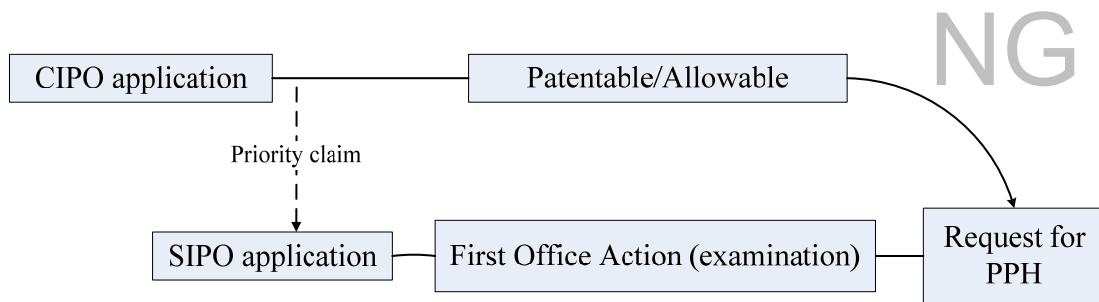 NG
CIPO application
Patentable/Allowable
Priority claim
SIPO application
First Office Action (examination)
Request for
PPH